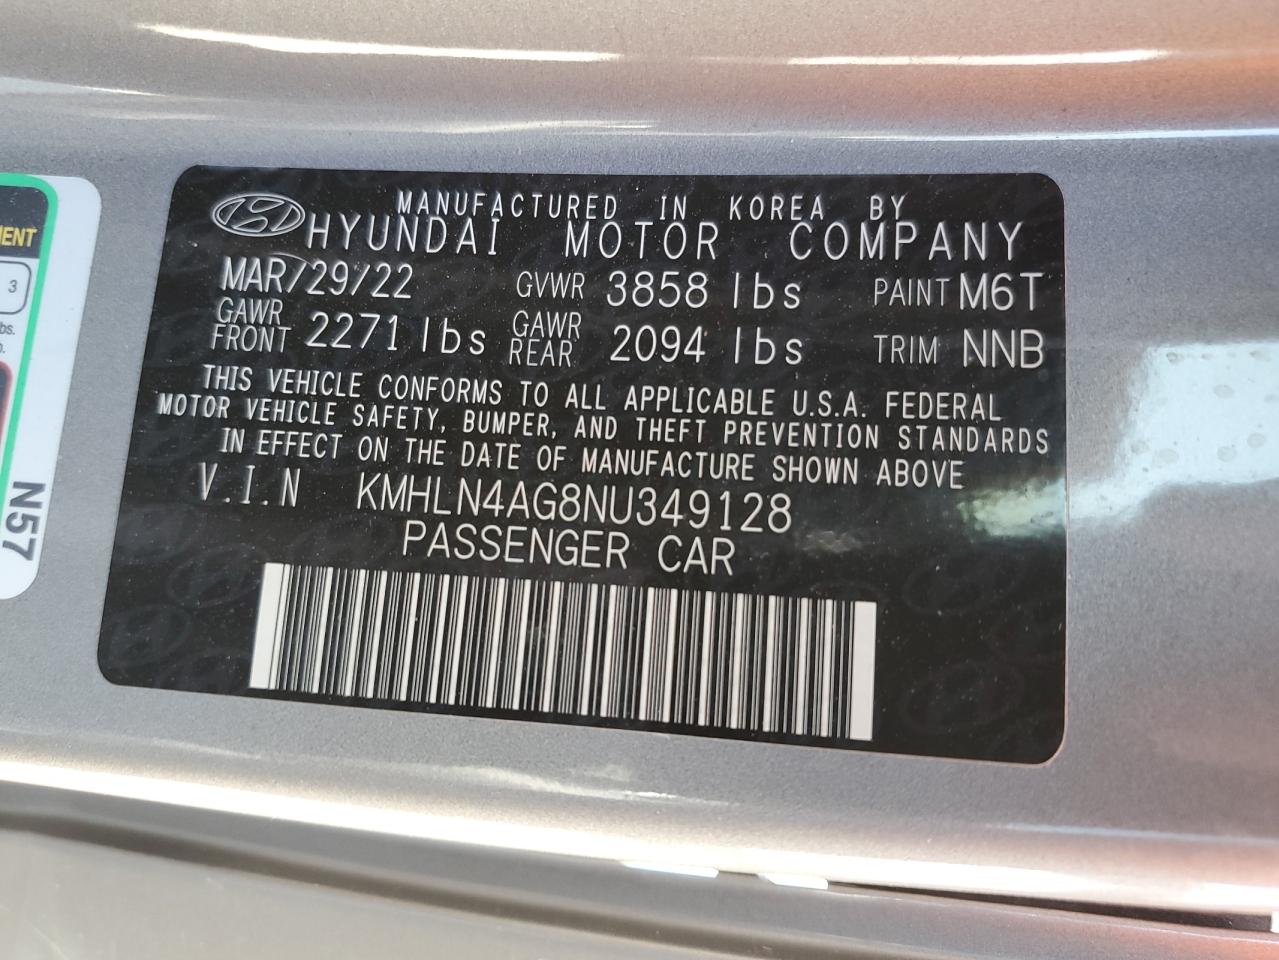 MANUFACTURED IN KOREA BY
HYUNDAI MOTOR COMPANY
MAR/29/22 GVWR 3858 lbs PAINT M6T
GAWR FRONT 2271 lbs GAWR REAR 2094 lbs TRIM NNB
THIS VEHICLE CONFORMS TO ALL APPLICABLE U.S.A. FEDERAL
MOTOR VEHICLE SAFETY, BUMPER, AND THEFT PREVENTION STANDARDS
IN EFFECT ON THE DATE OF MANUFACTURE SHOWN ABOVE
V.I.N KMHLN4AG8NU349128
PASSENGER CAR
3
N57